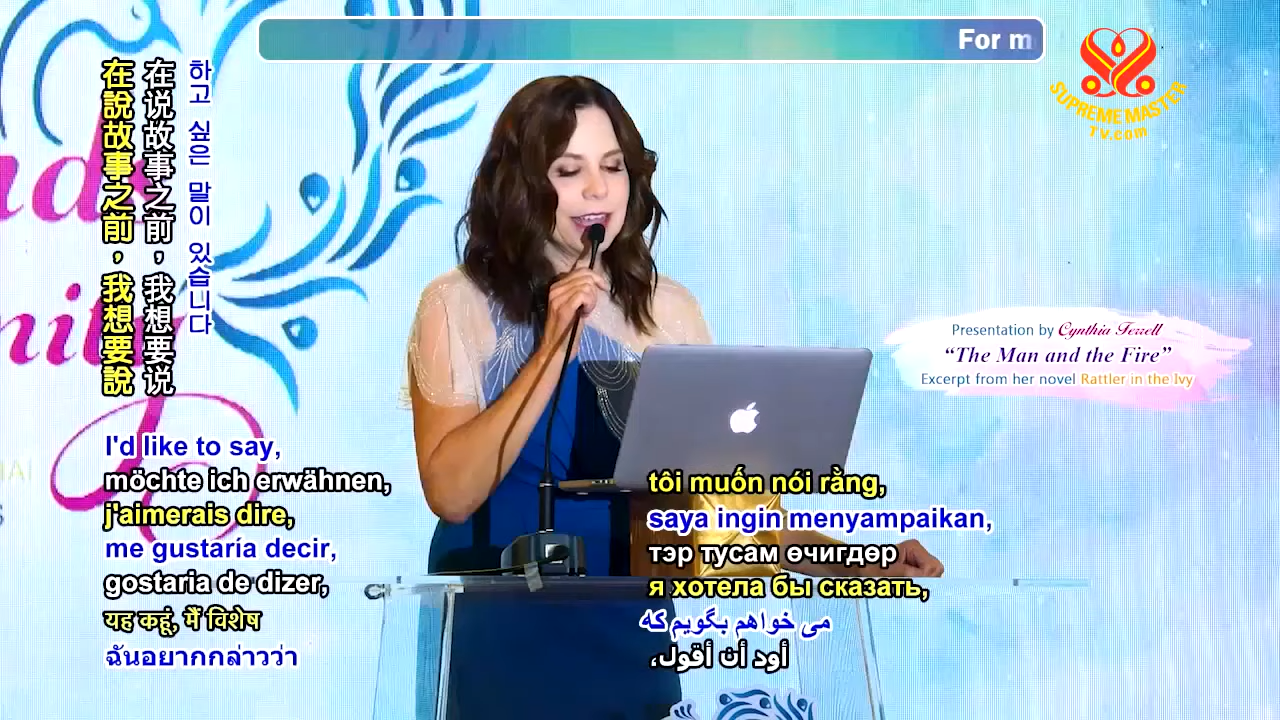 For m
SUPREME MASTER
TV.com
在說故事之前，我想要說
在说故事之前，我想要说
하고 싶은 말이 있습니다
Presentation by Cynthia Ferrell
“The Man and the Fire”
Excerpt from her novel Rattler in the Ivy
I'd like to say,
möchte ich erwähnen,
j'aimerais dire,
me gustaría decir,
gostaria de dizer,
यह कहूं, मैं विशेष
ฉันอยากกล่าวว่า
tôi muốn nói rằng,
saya ingin menyampaikan,
тэр тусам өчигдөр
я хотела бы сказать,
می خواهم بگویم که
أود أن أقول،